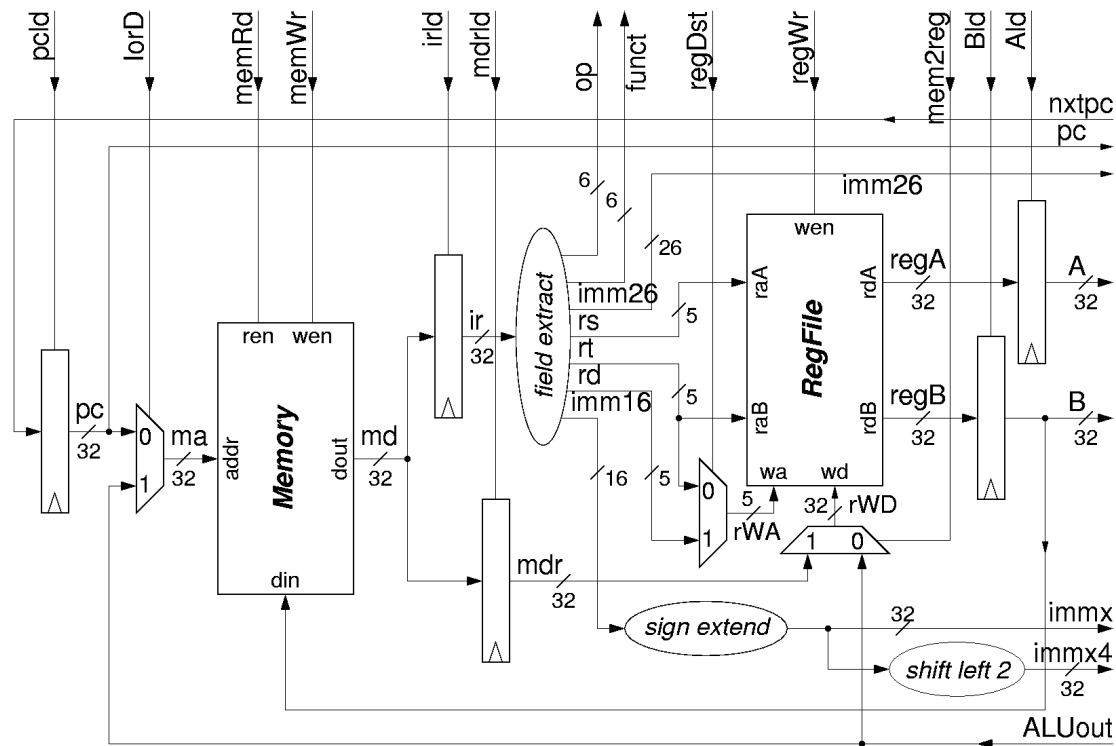 pcld
IorD
memRd
memWr
irld
mdrld
op
funct
regDst
regWr
mem2reg
Bld
Ald
nxtpc
pc
imm26
6
6
26
wen
ren wen
ir
32
field extract
imm26
rs
rt
rd
imm16
5
5
16
5
raA
raB
RegFile
rdA
rdB
regA
32
regB
32
A
32
B
32
pc
32
0
1
ma
32
addr
Memory
dout
din
md
32
0
1
5
rWA
wa wd
32
rWD
1 0
mdr
32
sign extend
32
immx
shift left 2
immx4
32
ALUout